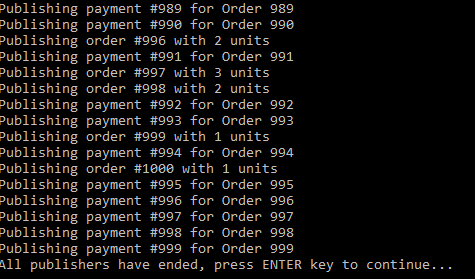 Publishing payment #989 for Order 989
Publishing payment #990 for Order 990
Publishing order #996 with 2 units
Publishing payment #991 for Order 991
Publishing order #997 with 3 units
Publishing order #998 with 2 units
Publishing payment #992 for Order 992
Publishing payment #993 for Order 993
Publishing order #999 with 1 units
Publishing payment #994 for Order 994
Publishing order #1000 with 1 units
Publishing payment #995 for Order 995
Publishing payment #996 for Order 996
Publishing payment #997 for Order 997
Publishing payment #998 for Order 998
Publishing payment #999 for Order 999
All publishers have ended, press ENTER key to continue...